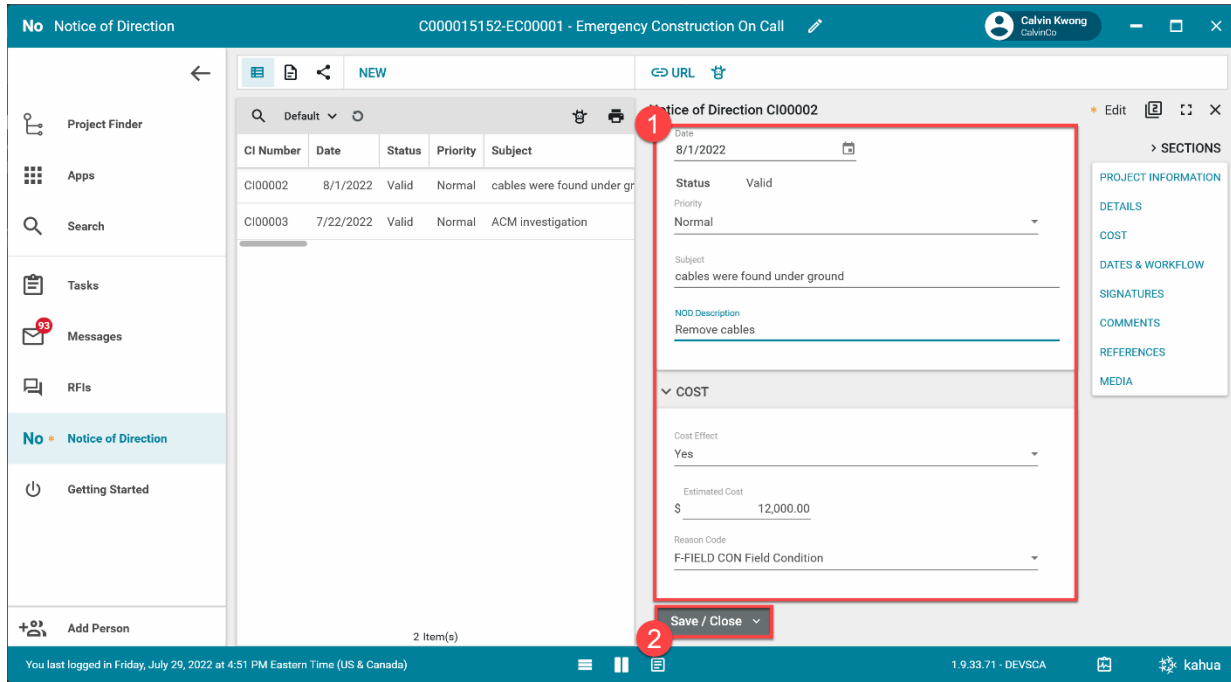 No Notice of Direction
C000015152-EC00001 - Emergency Construction On Call
Calvin Kwong
CalvinCo
Project Finder
Apps
Search
Tasks
93
Messages
RFIs
No * Notice of Direction
Getting Started
Add Person
NEW
Default
CI Number Date Status Priority Subject
CI00002 8/1/2022 Valid Normal cables were found under gr
CI00003 7/22/2022 Valid Normal ACM investigation
2 Item(s)
URL
Notice of Direction CI00002
* Edit 2
1
Date
8/1/2022
Status Valid
Priority
Normal
Subject
cables were found under ground
NOD Description
Remove cables
COST
Cost Effect
Yes
Estimated Cost
$ 12,000.00
Reason Code
F-FIELD CON Field Condition
Save / Close
2
> SECTIONS
PROJECT INFORMATION
DETAILS
COST
DATES & WORKFLOW
SIGNATURES
COMMENTS
REFERENCES
MEDIA
You last logged in Friday, July 29, 2022 at 4:51 PM Eastern Time (US & Canada)
1.9.33.71 - DEVSCA
kahua